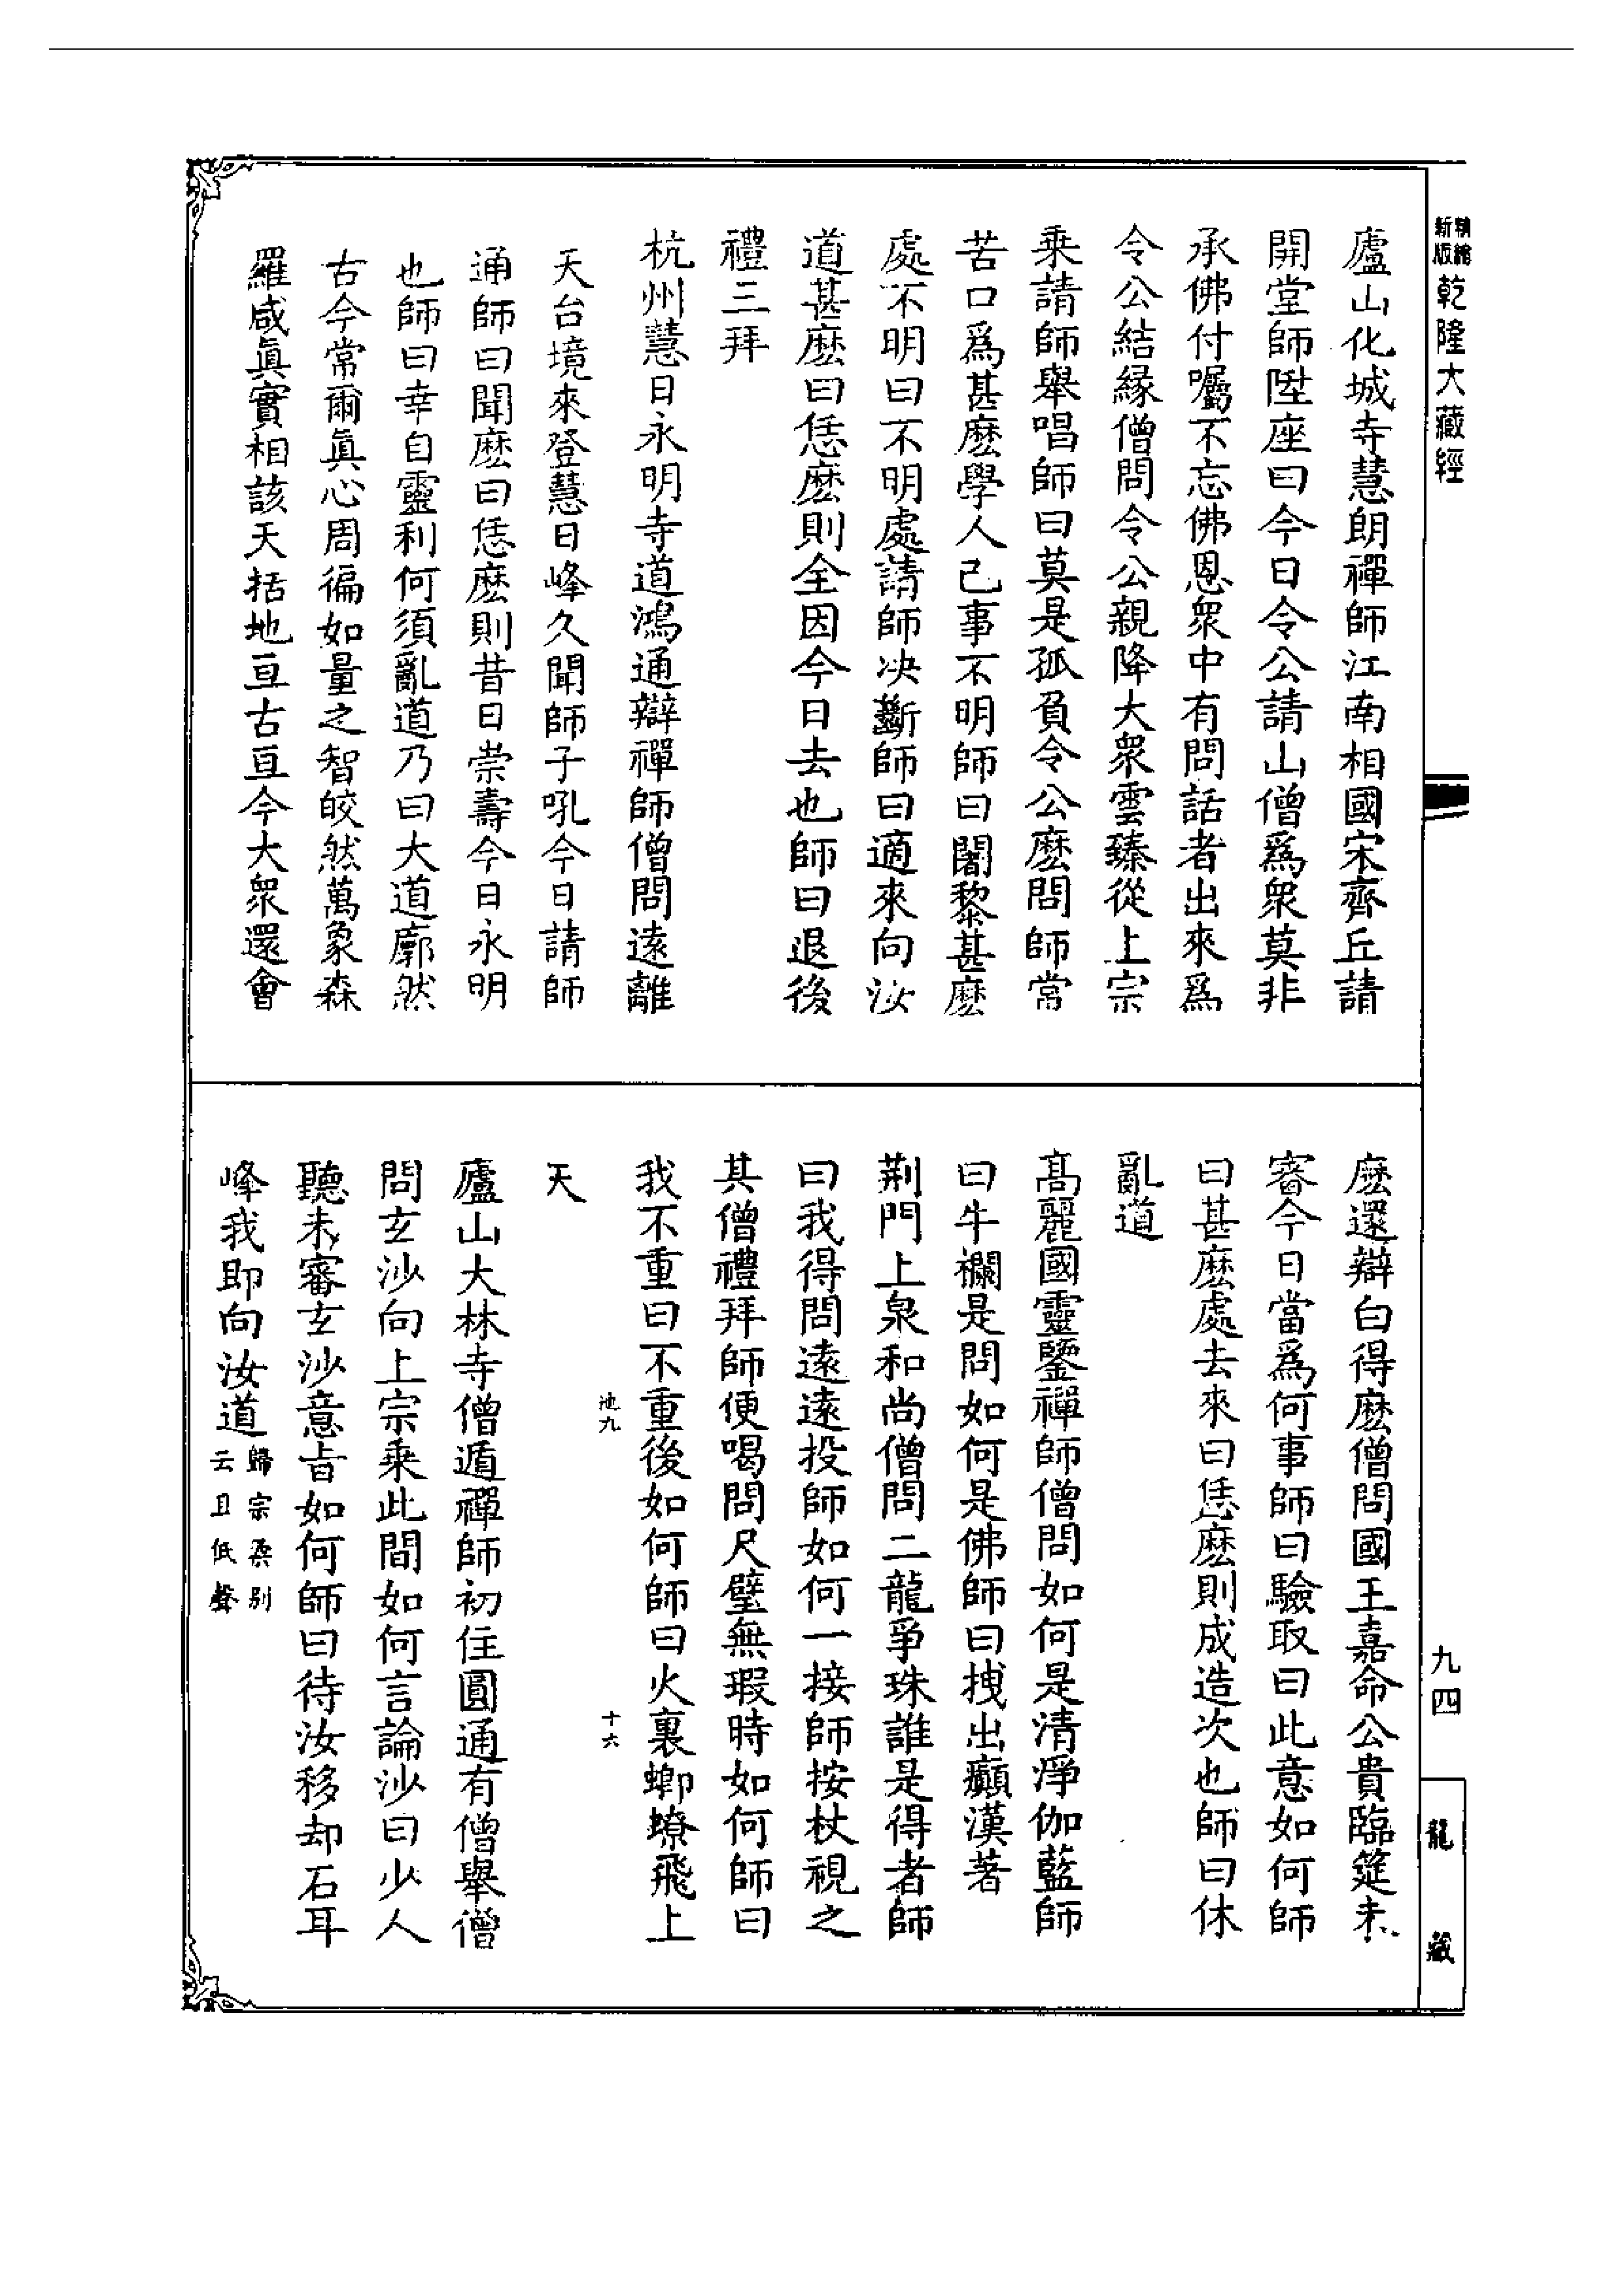 精縮新版乾隆大藏經
廬山化城寺慧朗禪師江南相國宋齊丘請
開堂師陞座曰今日令公請山僧爲衆莫非
承佛付囑不忘佛恩衆中有問話者出來爲
令公結緣僧問令公親降大衆雲臻從上宗
乗請師舉唱師曰莫是孤負令公麽問師常
苦口爲甚麽學人己事不明師曰闍黎甚麽
處不明曰不明處請師决斷師曰適來向汝
道甚麽曰恁麽則全因今日去也師曰退後
禮三拜
杭州慧日永明寺道鴻通辯禪師僧問逺離
天台境來登慧日峰久聞師子吼今日請師
通師曰聞麽曰恁麽則昔日崇壽今日永明
也師曰幸自靈利何須亂道乃曰大道廓然
古今常爾眞心周徧如量之智皎然萬象森
羅咸眞實相該天括地亘古亘今大衆還會
麽還辯白得麽僧問國王嘉命公貴臨筵未
審今日當爲何事師曰驗取曰此意如何師
曰甚麽處去來曰恁麽則成造次也師曰休
亂道
髙麗國靈鑒禪師僧問如何是清淨伽藍師
曰牛欄是問如何是佛師曰拽出癲漢著
荆門上泉和尚僧問二龍爭珠誰是得者師
曰我得問逺逺投師如何一接師按杖視之
其僧禮拜師便喝問尺璧無瑕時如何師曰
我不重曰不重後如何師曰火裏螂蟟飛上
池九 十六
天
廬山大林寺僧遁禪師初住圓通有僧舉僧
問玄沙向上宗乗此間如何言論沙曰少人
聽未審玄沙意旨如何師曰待汝移却石耳
峰我即向汝道歸宗柔别云且低聲
九四
龍藏